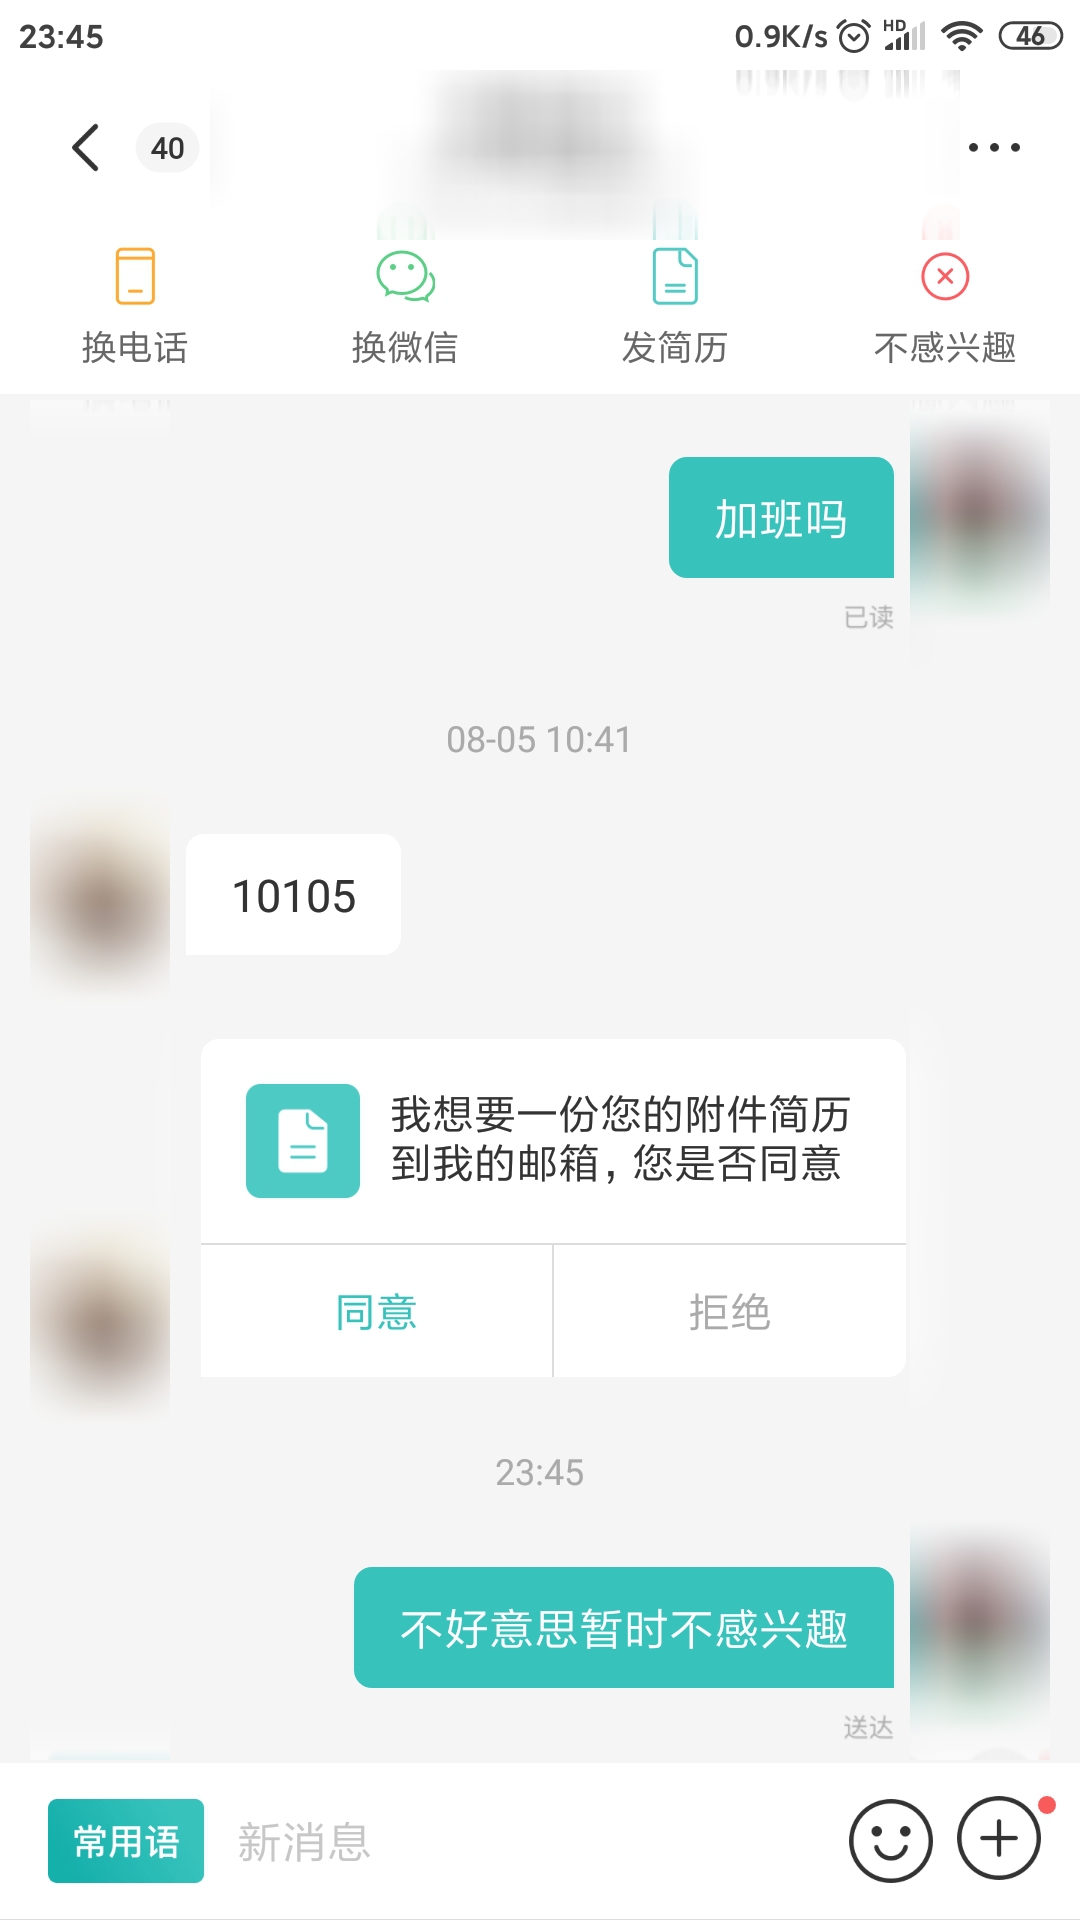 23:45
0.9K/s HD 46
40
换电话
换微信
发简历
不感兴趣
加班吗
已读
08-05 10:41
10105
我想要一份您的附件简历
到我的邮箱，您是否同意
同意
拒绝
23:45
不好意思暂时不感兴趣
送达
常用语
新消息